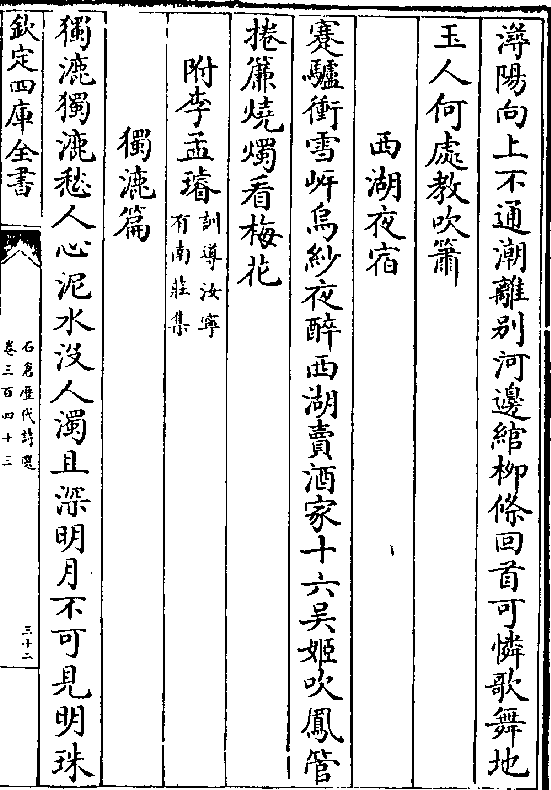 潯陽向上不通潮離别河邊綰柳條回首可憐歌舞地
玉人何處教吹簫
西湖夜宿
蹇驢衝雪岸烏紗夜醉西湖賣酒家十六吴姬吹鳳管
捲簾燒燭看梅花
附李孟璿訓導汝寧
有南莊集
獨漉篇
獨漉獨漉愁人心泥水没人濁且深明月不可見明珠
欽定四庫全書
石倉歴代詩選
卷三百四十三
三十二